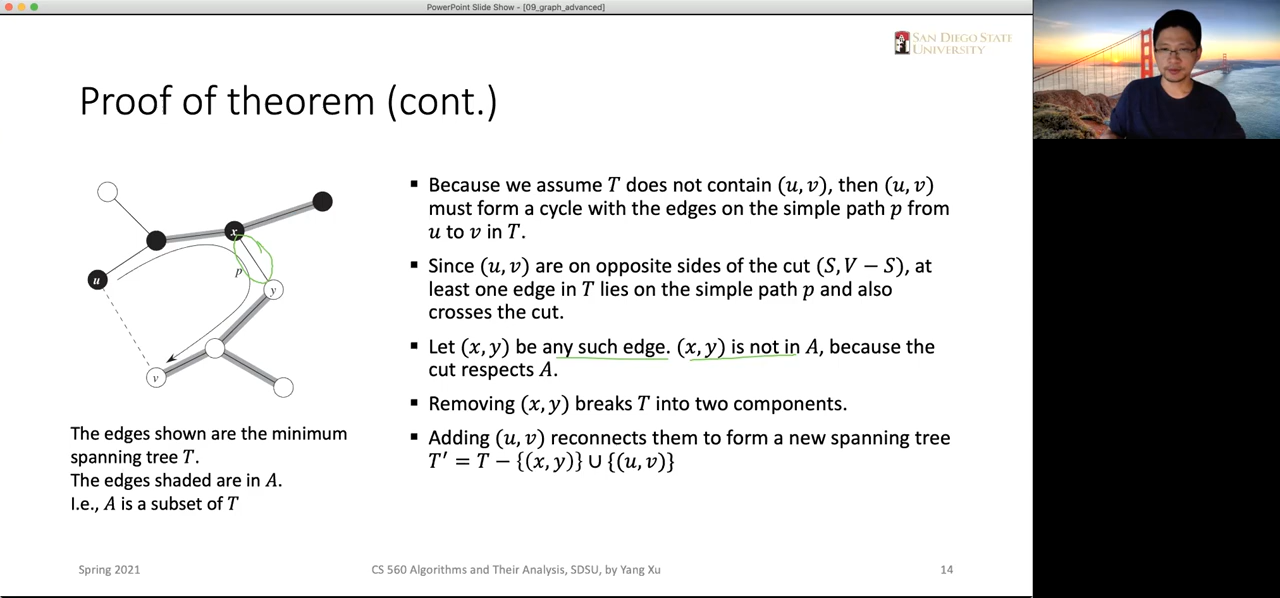 PowerPoint Slide Show - [09_graph_advanced]
SAN DIEGO STATE
UNIVERSITY
Proof of theorem (cont.)
x
u
p
y
v
The edges shown are the minimum
spanning tree T.
The edges shaded are in A.
I.e., A is a subset of T
▪ Because we assume T does not contain (u, v), then (u, v)
must form a cycle with the edges on the simple path p from
u to v in T.
▪ Since (u, v) are on opposite sides of the cut (S, V − S), at
least one edge in T lies on the simple path p and also
crosses the cut.
▪ Let (x, y) be any such edge. (x, y) is not in A, because the
cut respects A.
▪ Removing (x, y) breaks T into two components.
▪ Adding (u, v) reconnects them to form a new spanning tree
T′ = T − {(x, y)} ∪ {(u, v)}
Spring 2021
CS 560 Algorithms and Their Analysis, SDSU, by Yang Xu
14